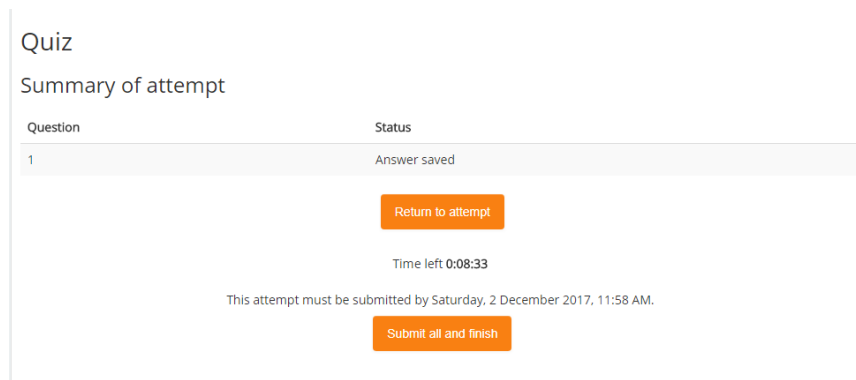 Quiz
Summary of attempt
Question Status
1 Answer saved
Return to attempt
Time left 0:08:33
This attempt must be submitted by Saturday, 2 December 2017, 11:58 AM.
Submit all and finish